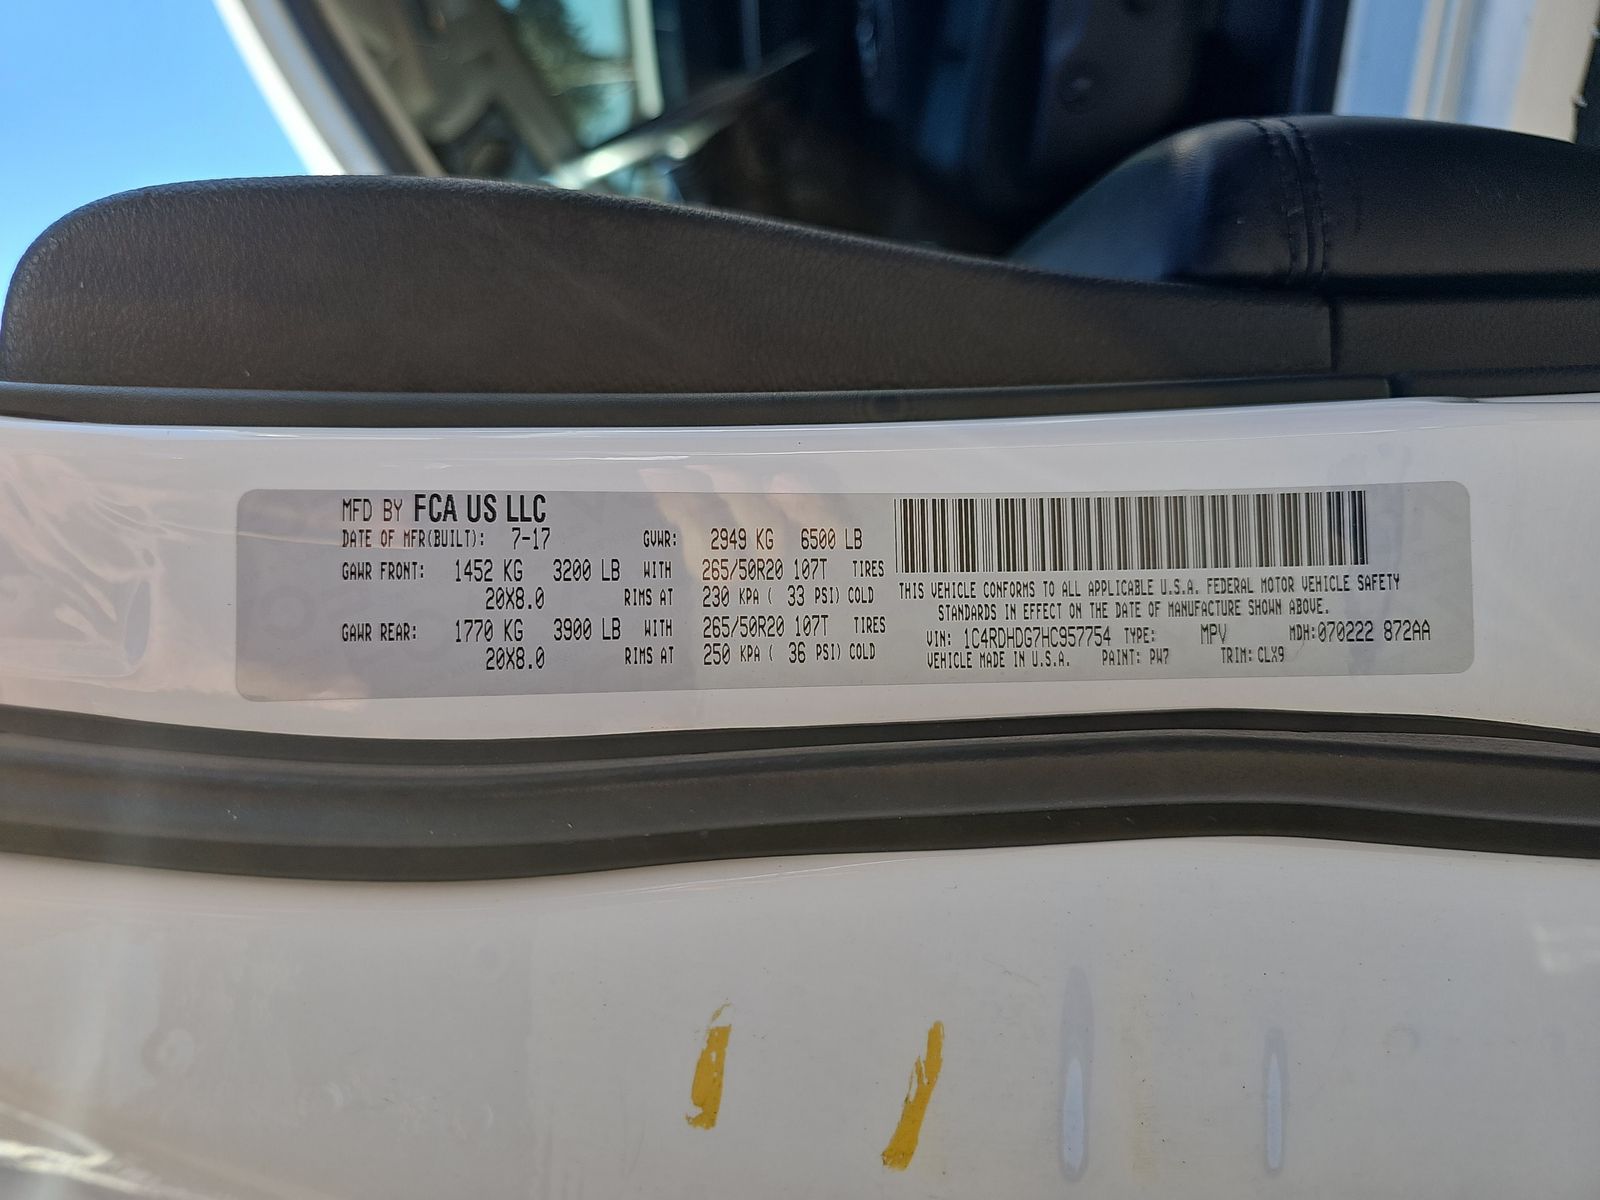 MFD BY FCA US LLC
DATE OF MFR(BUILT): 7-17 GVWR: 2949 KG 6500 LB
GAWR FRONT: 1452 KG 3200 LB WITH 265/50R20 107T TIRES
20X8.0 RIMS AT 230 KPA ( 33 PSI) COLD
GAWR REAR: 1770 KG 3900 LB WITH 265/50R20 107T TIRES
20X8.0 RIMS AT 250 KPA ( 36 PSI) COLD
THIS VEHICLE CONFORMS TO ALL APPLICABLE U.S.A. FEDERAL MOTOR VEHICLE SAFETY
STANDARDS IN EFFECT ON THE DATE OF MANUFACTURE SHOWN ABOVE.
VIN: 1C4RDHDG7HC957754 TYPE: MPV MDH:070222 872AA
VEHICLE MADE IN U.S.A. PAINT: PW7 TRIM: CLX9